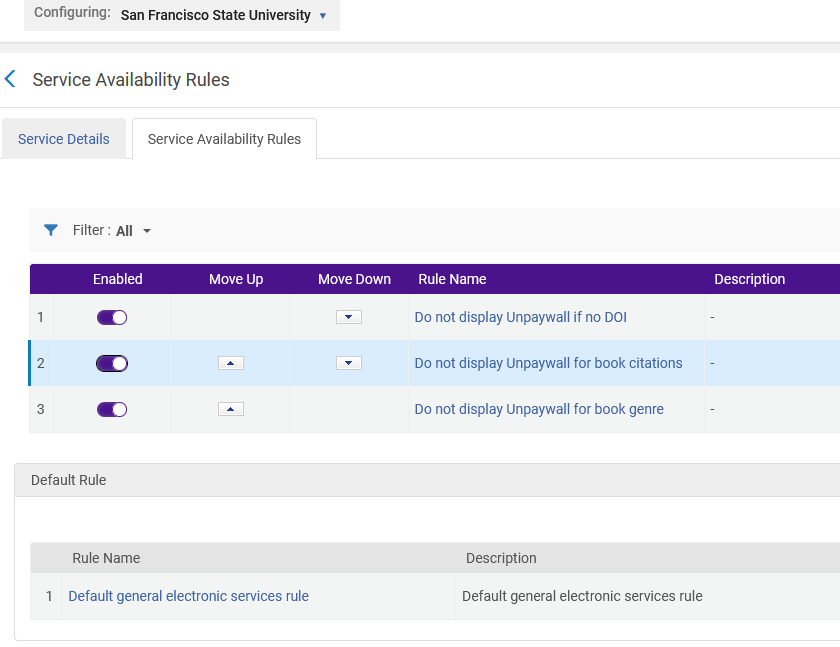 Configuring: San Francisco State University
Service Availability Rules
Service Details Service Availability Rules
Filter : All
Enabled Move Up Move Down Rule Name Description
1 Do not display Unpaywall if no DOI -
2 Do not display Unpaywall for book citations -
3 Do not display Unpaywall for book genre -
Default Rule
Rule Name Description
1 Default general electronic services rule Default general electronic services rule